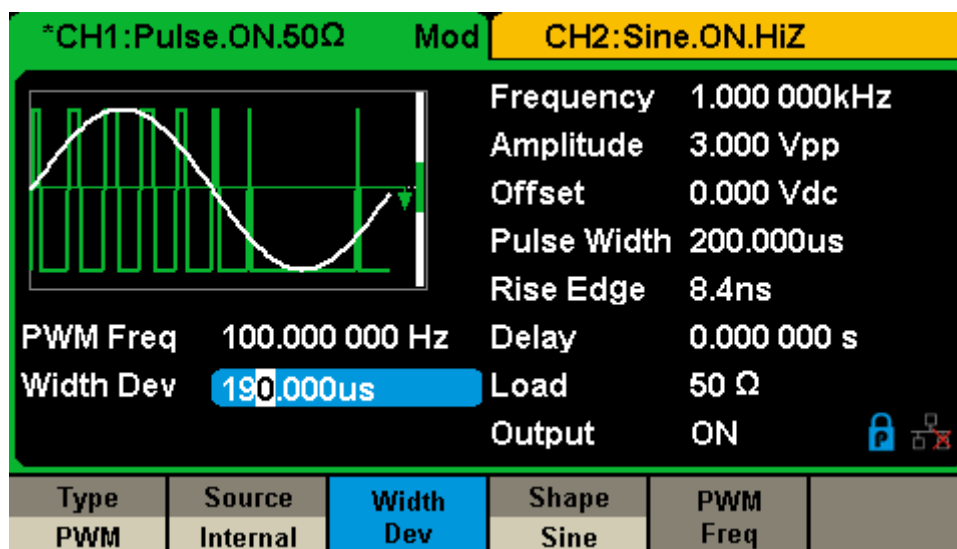 *CH1:Pulse.ON.50Ω Mod CH2:Sine.ON.HiZ
Frequency 1.000 000kHz
Amplitude 3.000 Vpp
Offset 0.000 Vdc
Pulse Width 200.000us
Rise Edge 8.4ns
PWM Freq 100.000 000 Hz Delay 0.000 000 s
Width Dev 190.000us Load 50 Ω
Output ON P
Type Source Width Shape PWM
PWM Internal Dev Sine Freq